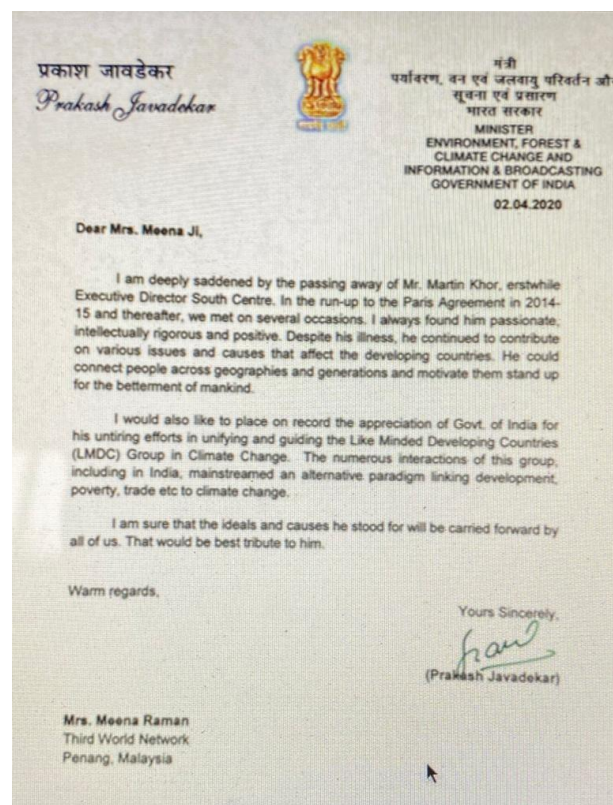 प्रकाश जावडेकर
Prakash Javadekar
मंत्री
पर्यावरण, वन एवं जलवायु परिवर्तन औ
सूचना एवं प्रसारण
भारत सरकार
MINISTER
ENVIRONMENT, FOREST &
CLIMATE CHANGE AND
INFORMATION & BROADCASTING
GOVERNMENT OF INDIA
02.04.2020
Dear Mrs. Meena Ji,
I am deeply saddened by the passing away of Mr. Martin Khor, erstwhile
Executive Director South Centre. In the run-up to the Paris Agreement in 2014-
15 and thereafter, we met on several occasions. I always found him passionate,
intellectually rigorous and positive. Despite his illness, he continued to contribute
on various issues and causes that affect the developing countries. He could
connect people across geographies and generations and motivate them stand up
for the betterment of mankind.
I would also like to place on record the appreciation of Govt. of India for
his untiring efforts in unifying and guiding the Like Minded Developing Countries
(LMDC) Group in Climate Change. The numerous interactions of this group,
including in India, mainstreamed an alternative paradigm linking development,
poverty, trade etc to climate change.
I am sure that the ideals and causes he stood for will be carried forward by
all of us. That would be best tribute to him.
Warm regards,
Yours Sincerely,
(Prakash Javadekar)
Mrs. Meena Raman
Third World Network
Penang, Malaysia